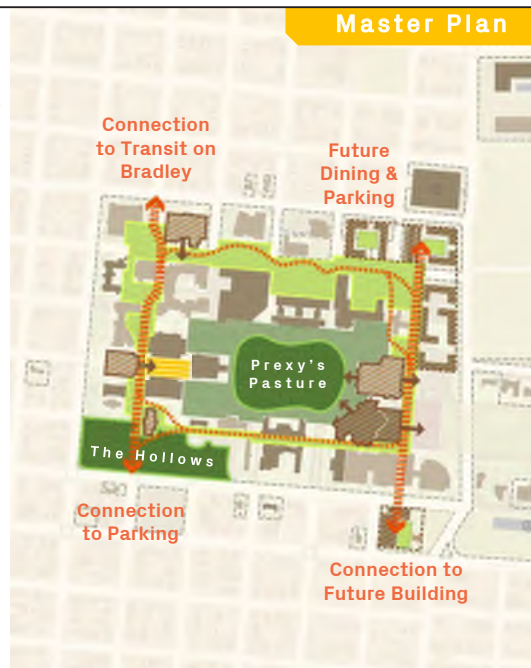 Master Plan
Connection
to Transit on
Bradley
Future
Dining &
Parking
Prexy's
Pasture
The Hollows
Connection
to Parking
Connection to
Future Building